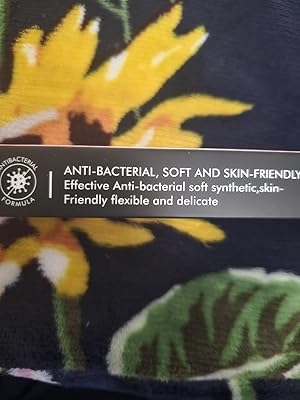 ANTIBACTERIAL
FORMULA
ANTI-BACTERIAL, SOFT AND SKIN-FRIENDLY
Effective Anti-bacterial soft synthetic,skin-
Friendly flexible and delicate